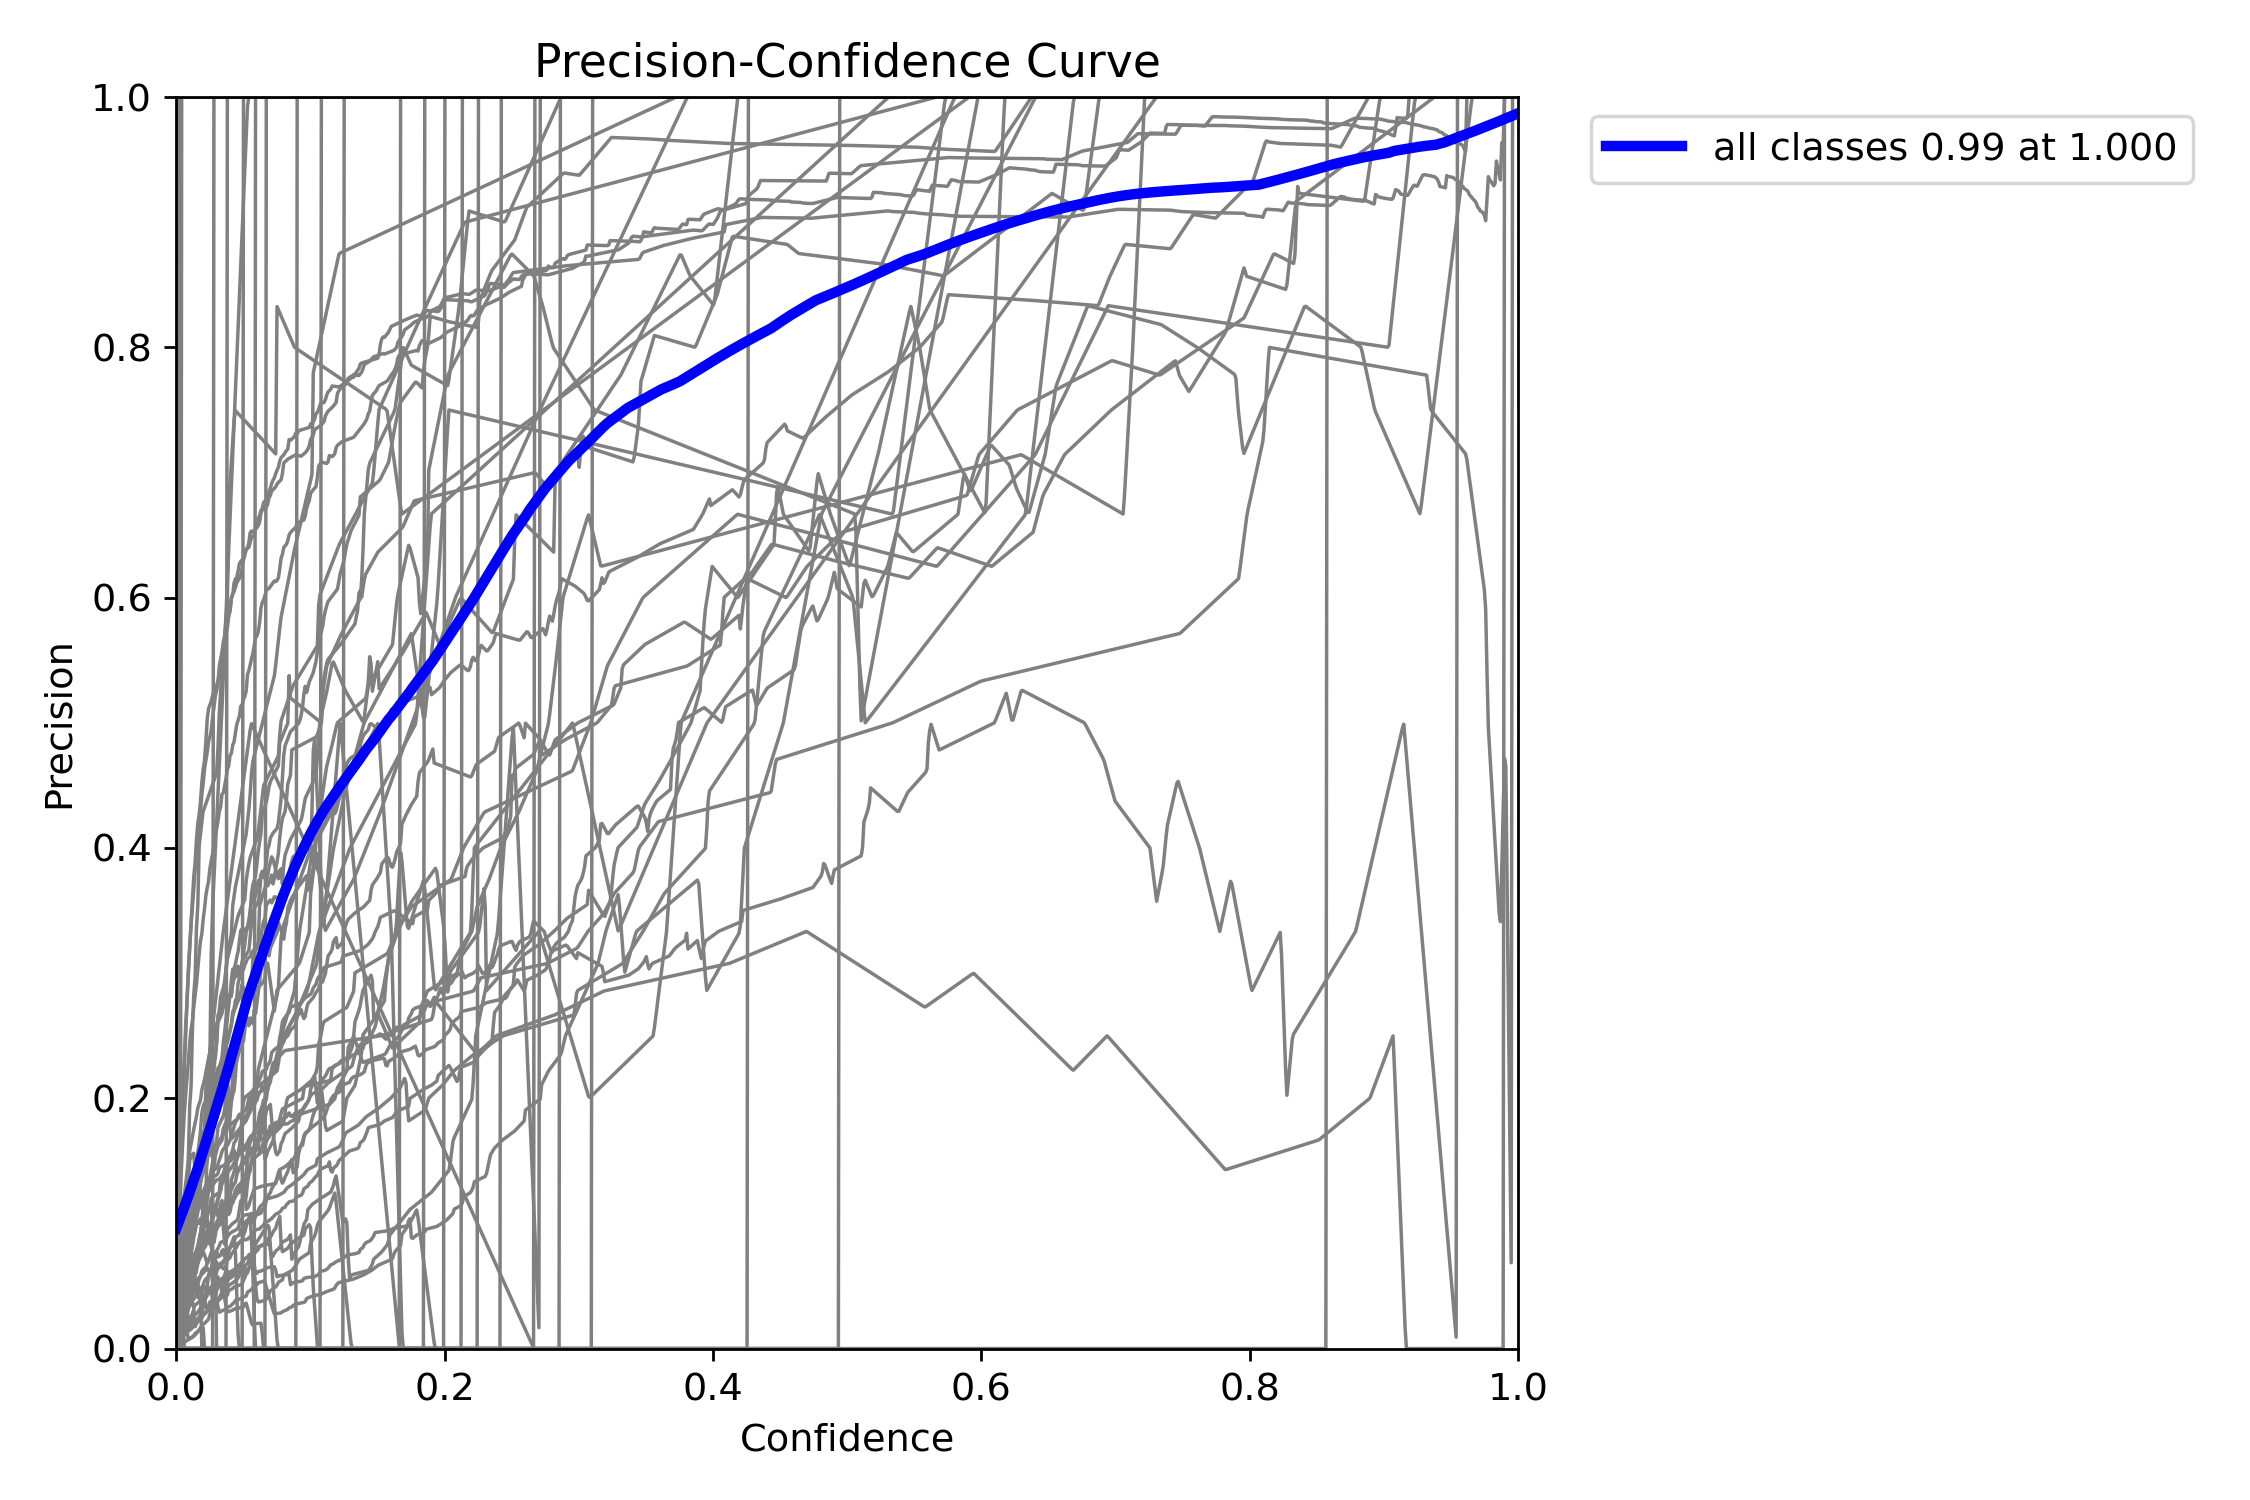 Precision-Confidence Curve
all classes 0.99 at 1.000
Precision
1.0
0.8
0.6
0.4
0.2
0.0
0.0 0.2 0.4 0.6 0.8 1.0
Confidence